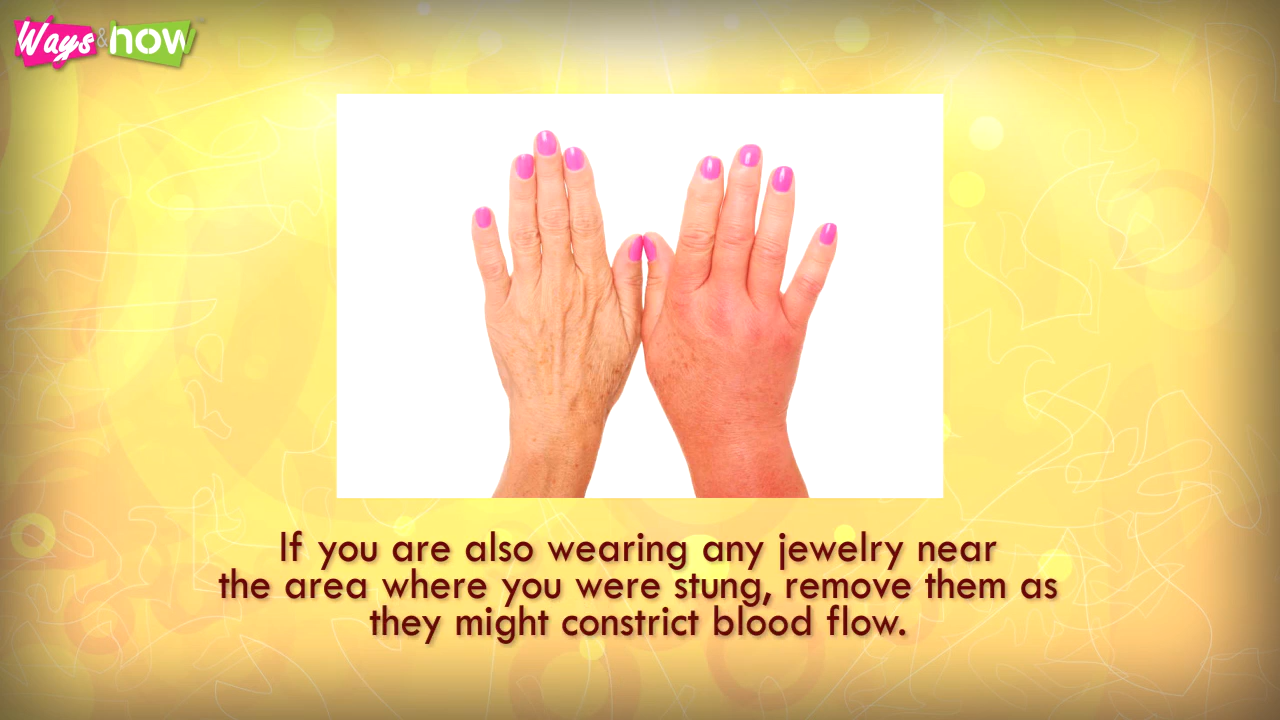 Ways & how
If you are also wearing any jewelry near
the area where you were stung, remove them as
they might constrict blood flow.